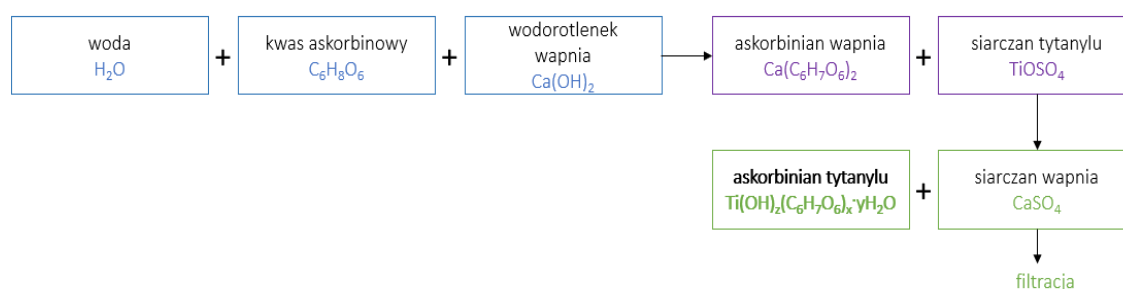 woda
H₂O
+
kwas askorbinowy
C₆H₈O₆
+
wodorotlenek
wapnia
Ca(OH)₂
askorbinian wapnia
Ca(C₆H₇O₆)₂
+
siarczan tytanylu
TiOSO₄
askorbinian tytanylu
Ti(OH)z(C₆H₇O₆)ₓ·yH₂O
+
siarczan wapnia
CaSO₄
filtracja